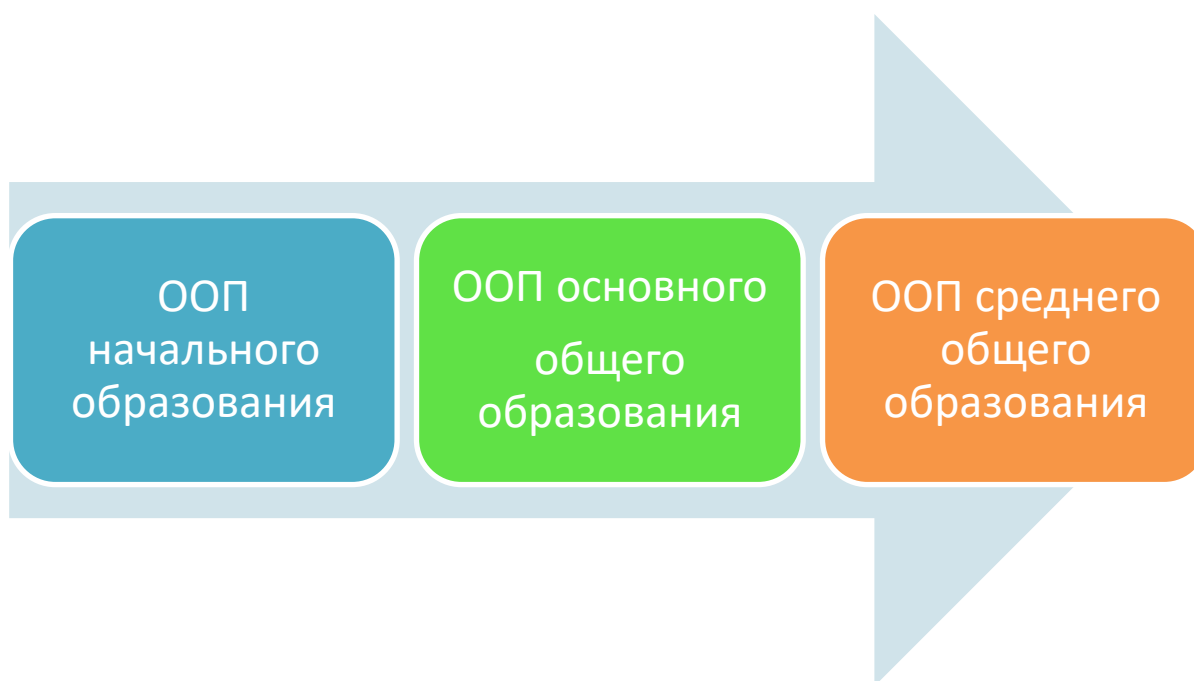 ООП
начального
образования
ООП основного
общего
образования
ООП среднего
общего
образования